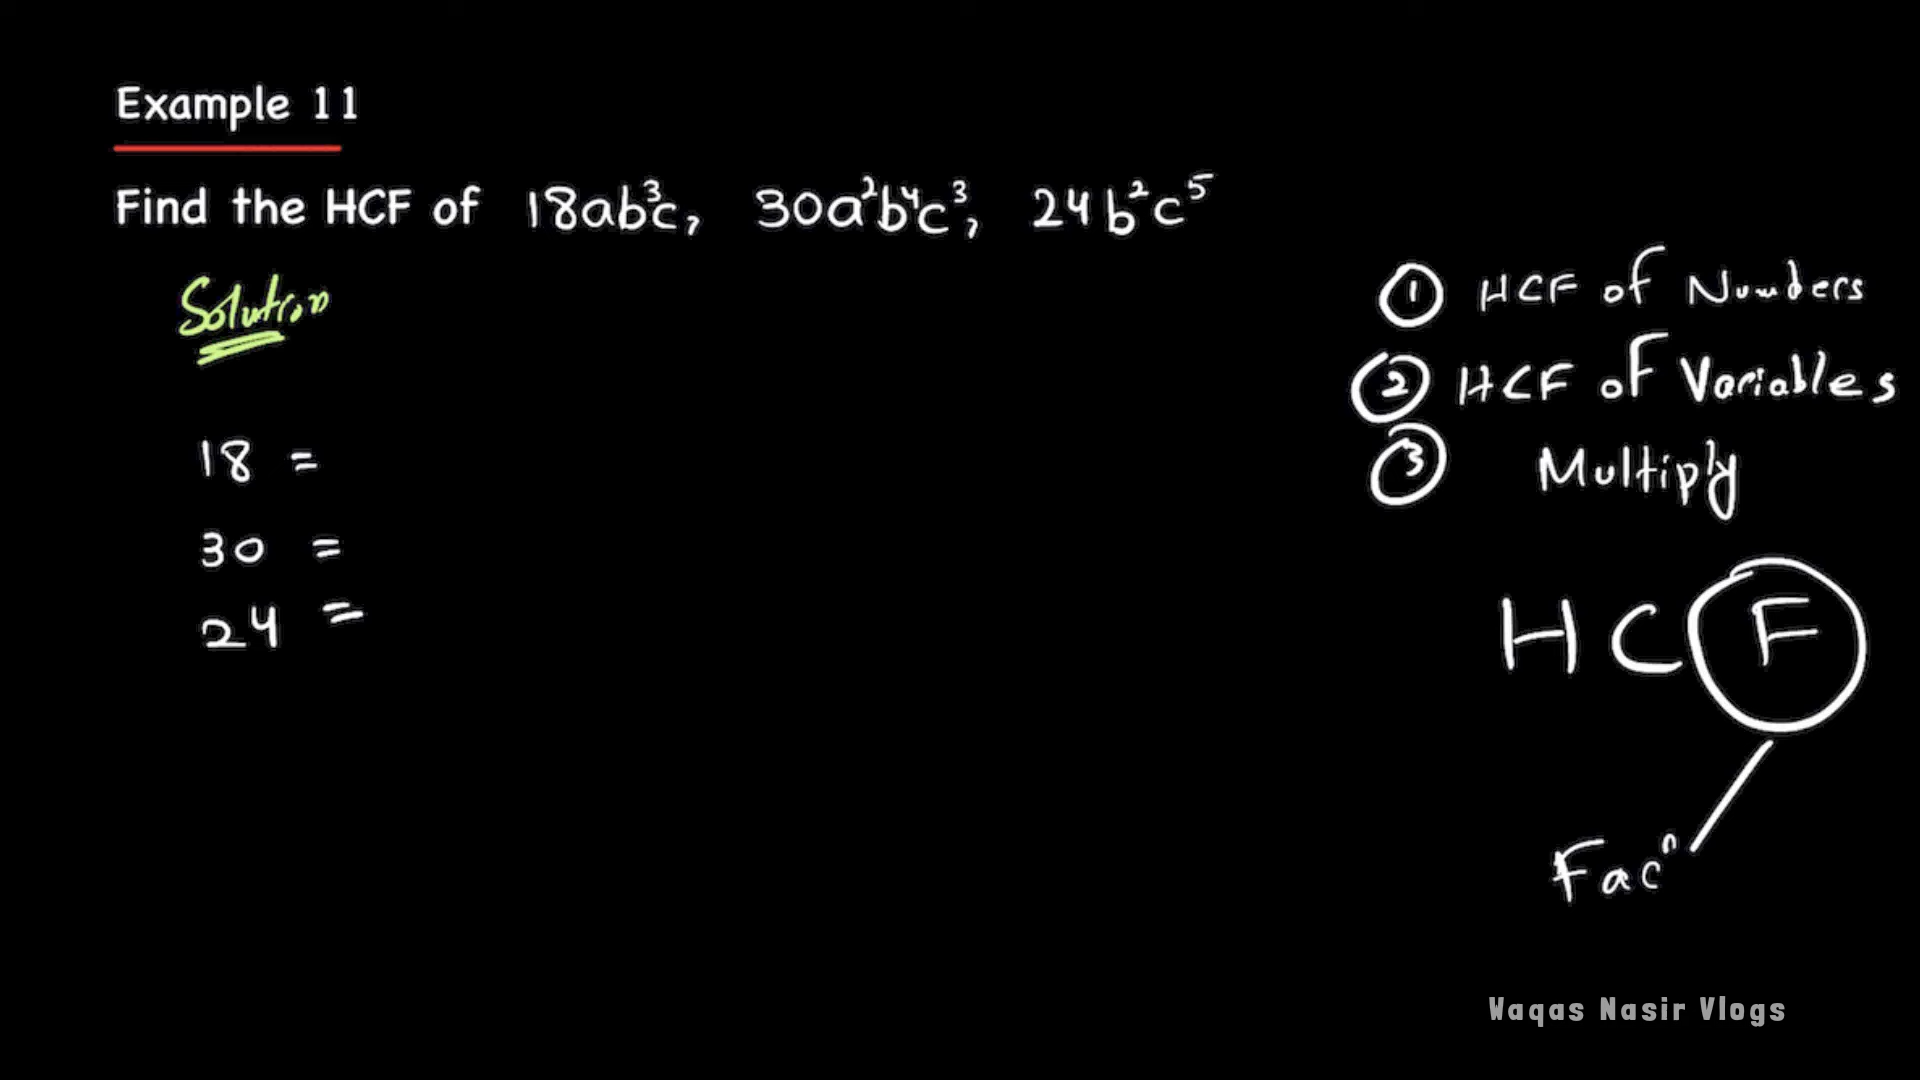 Example 11
Find the HCF of 18ab³c, 30a²b⁴c³, 24b²c⁵
Solution
① HCF of Numbers
② HCF of Variables
③ Multiply
18 =
30 =
24 =
HCF
Facⁿ
Waqas Nasir Vlogs